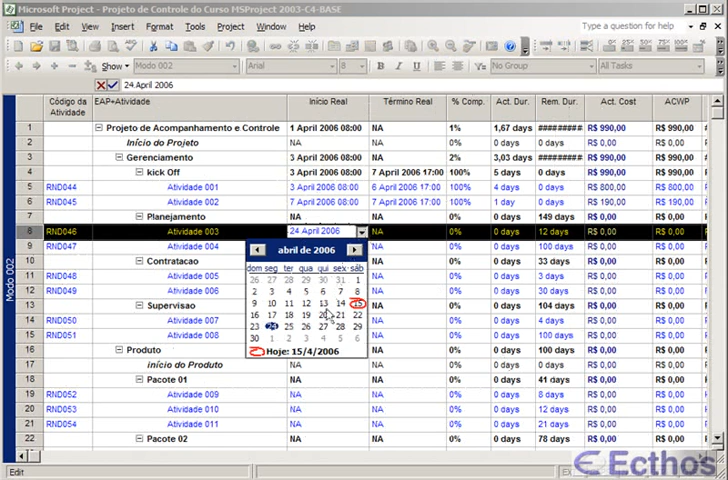 Microsoft Project - Projeto de Controle do Curso MSProject 2003-C4-BASE
File Edit View Insert Format Tools Project Window Help Type a question for help
Show Modo 002 Arial 8 No Group All Tasks
24 April 2006
Código da Atividade EAP+Atividade Início Real Término Real % Comp. Act. Dur. Rem. Dur. Act. Cost ACWP
1 Projeto de Acompanhamento e Controle 1 April 2006 08:00 NA 1% 1,67 days ######### R$ 990,00 R$ 990,00
2 Início do Projeto NA NA 0% 0 days 0 days R$ 0,00 R$ 0,00
3 Gerenciamento 3 April 2006 08:00 NA 2% 3,03 days ######### R$ 990,00 R$ 990,00
4 kick Off 3 April 2006 08:00 7 April 2006 17:00 100% 5 days 0 days R$ 990,00 R$ 990,00
5 RND044 Atividade 001 3 April 2006 08:00 6 April 2006 17:00 100% 4 days 0 days R$ 800,00 R$ 800,00
6 RND045 Atividade 002 7 April 2006 08:00 7 April 2006 17:00 100% 1 day 0 days R$ 190,00 R$ 190,00
7 Planejamento NA NA 0% 0 days 149 days R$ 0,00 R$ 0,00
8 RND046 Atividade 003 24 April 2006 NA 0% 0 days 12 days R$ 0,00 R$ 0,00
9 RND047 Atividade 004 NA 0% 0 days 100 days R$ 0,00 R$ 0,00
10 Contratacao NA 0% 0 days 33 days R$ 0,00 R$ 0,00
11 RND048 Atividade 005 NA 0% 0 days 3 days R$ 0,00 R$ 0,00
12 RND049 Atividade 006 NA 0% 0 days 30 days R$ 0,00 R$ 0,00
13 Supervisao NA 0% 0 days 104 days R$ 0,00 R$ 0,00
14 RND050 Atividade 007 NA 0% 0 days 4 days R$ 0,00 R$ 0,00
15 RND051 Atividade 008 NA 0% 0 days 100 days R$ 0,00 R$ 0,00
16 Produto NA 0% 0 days 100 days R$ 0,00 R$ 0,00
17 início do Produto NA NA 0% 0 days 0 days R$ 0,00 R$ 0,00
18 Pacote 01 NA NA 0% 0 days 41 days R$ 0,00 R$ 0,00
19 RND052 Atividade 009 NA NA 0% 0 days 8 days R$ 0,00 R$ 0,00
20 RND053 Atividade 010 NA NA 0% 0 days 12 days R$ 0,00 R$ 0,00
21 RND054 Atividade 011 NA NA 0% 0 days 21 days R$ 0,00 R$ 0,00
22 Pacote 02 NA NA 0% 0 days 78 days R$ 0,00 R$ 0,00
abril de 2006
dom seg ter qua qui sex sáb
26 27 28 29 30 31 1
2 3 4 5 6 7 8
9 10 11 12 13 14 15
16 17 18 19 20 21 22
23 24 25 26 27 28 29
30 1 2 3 4 5 6
Hoje: 15/4/2006
Modo 002
Edit
Ecthos